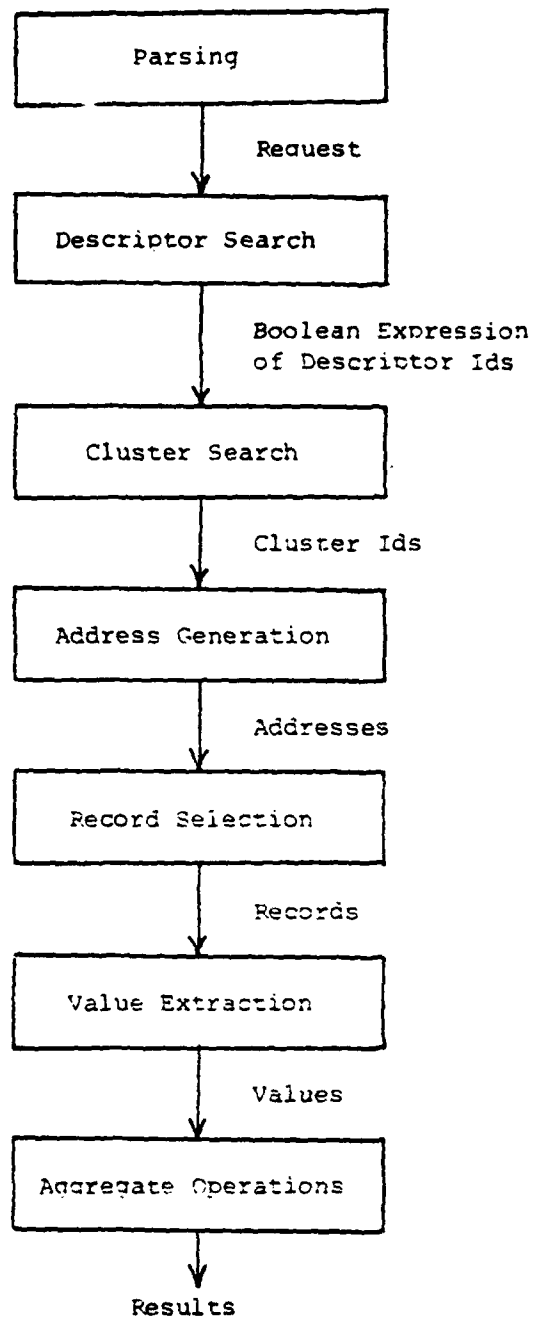 Parsing
Request
Descriptor Search
Boolean Expression
of Descriptor Ids
Cluster Search
Cluster Ids
Address Generation
Addresses
Record Selection
Records
Value Extraction
Values
Aggregate Operations
Results